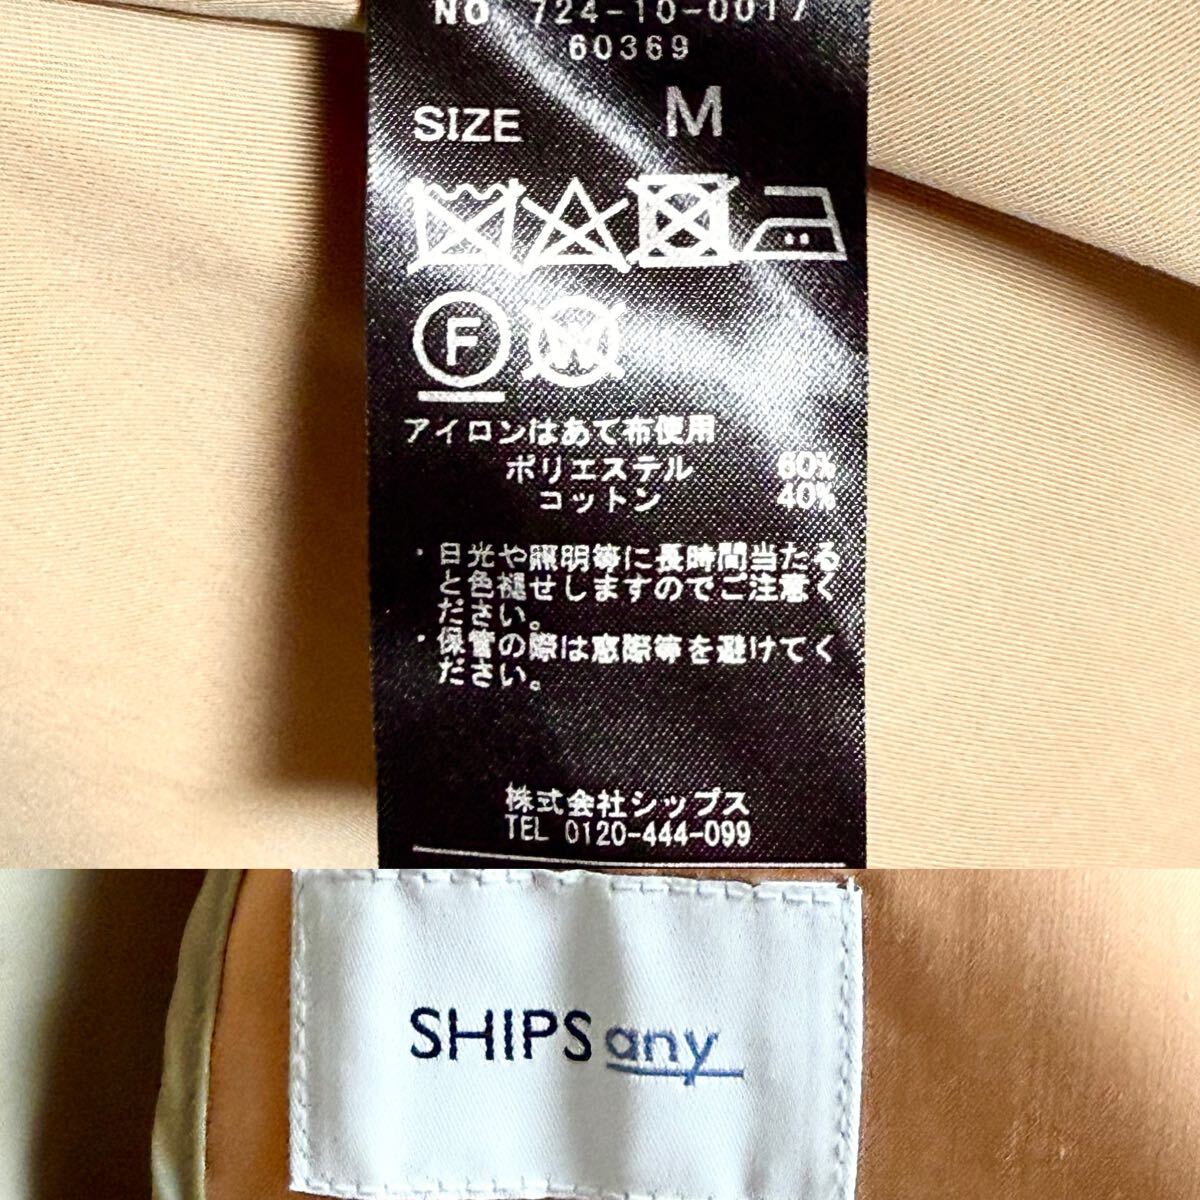 NO 724-10-0017
60369
SIZE M
F
W
アイロンはあて布使用
ポリエステル 60%
コットン 40%
・日光や照明等に長時間当たる
と色褪せしますのでご注意く
ださい。
・保管の際は窓際等を避けてく
ださい。
株式会社シップス
TEL 0120-444-099
SHIPS any